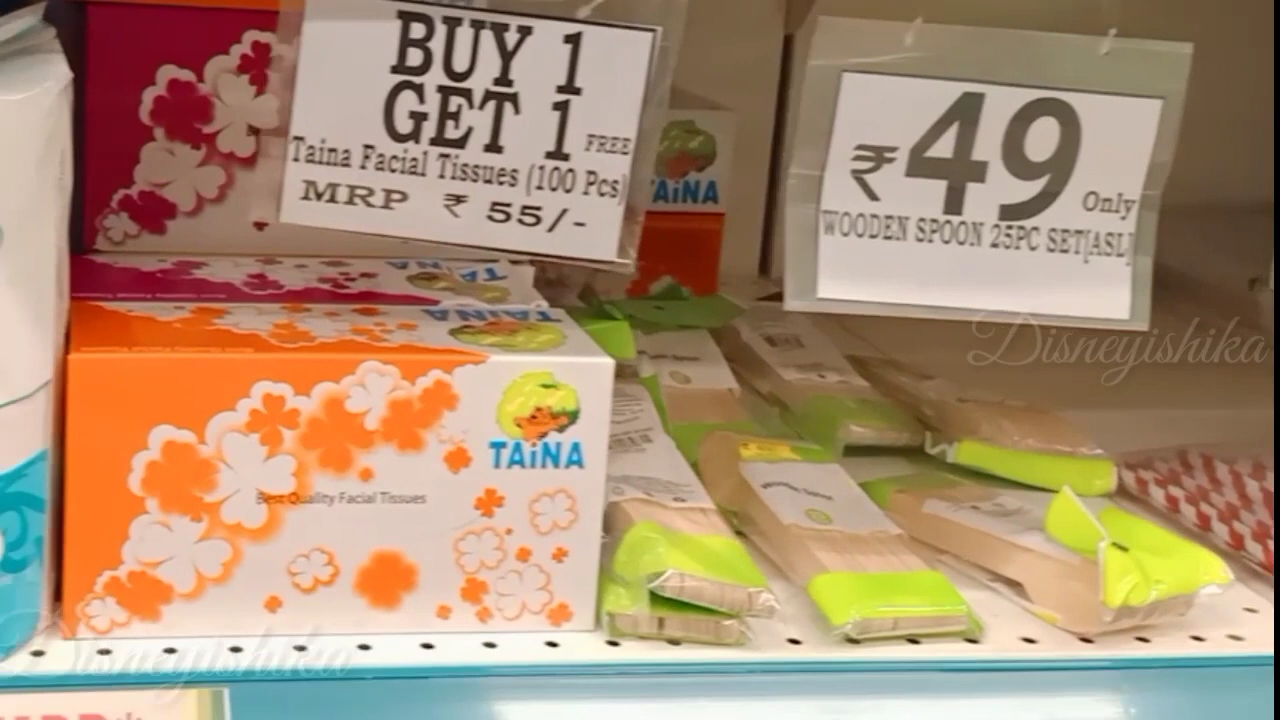 BUY 1
GET 1 FREE
Taina Facial Tissues (100 Pcs)
MRP ₹ 55/-
₹49 Only
WOODEN SPOON 25PC SET[ASL]
TAiNA
TAiNA
TAiNA
TAiNA
Best Quality Facial Tissues
Disneyishika
Disneyishika